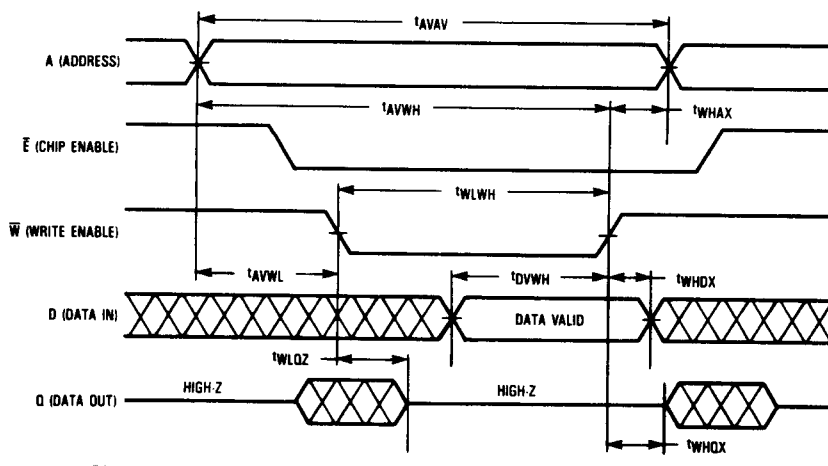 tAVAV
A (ADDRESS)
tAVWH
tWHAX
E (CHIP ENABLE)
tWLWH
W (WRITE ENABLE)
tAVWL
tDVWH
tWHDX
D (DATA IN)
DATA VALID
tWLQZ
HIGH-Z
HIGH-Z
Q (DATA OUT)
tWHQX